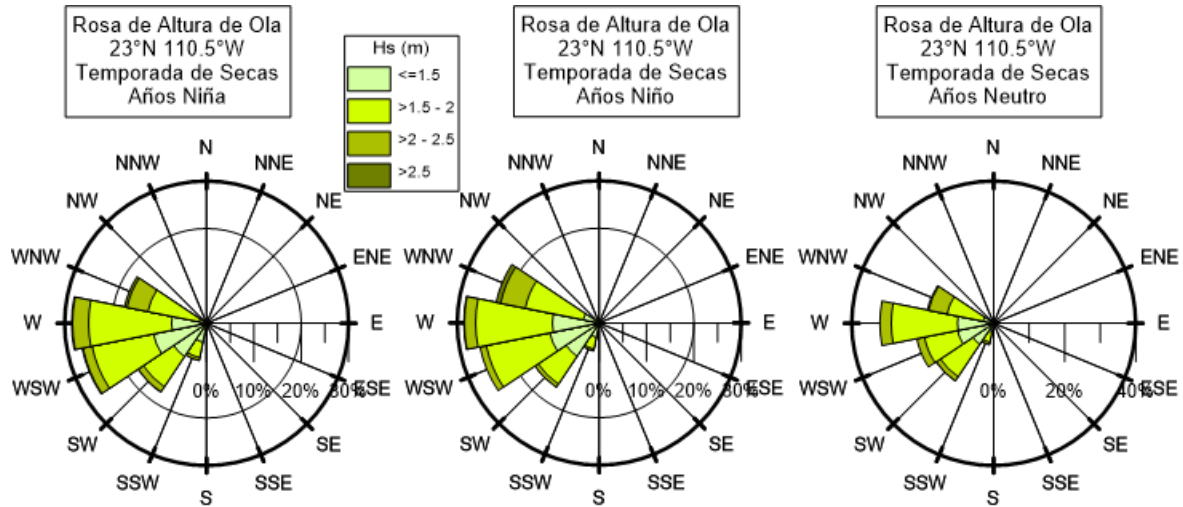 Rosa de Altura de Ola
23°N 110.5°W
Temporada de Secas
Años Niña
Hs (m)
<=1.5
>1.5 - 2
>2 - 2.5
>2.5
Rosa de Altura de Ola
23°N 110.5°W
Temporada de Secas
Años Niño
Rosa de Altura de Ola
23°N 110.5°W
Temporada de Secas
Años Neutro
N
NNE
NE
ENE
E
ESE
SE
SSE
S
SSW
SW
WSW
W
WNW
NW
NNW
0% 10% 20% 30%
N
NNE
NE
ENE
E
ESE
SE
SSE
S
SSW
SW
WSW
W
WNW
NW
NNW
0% 10% 20% 30%
N
NNE
NE
ENE
E
ESE
SE
SSE
S
SSW
SW
WSW
W
WNW
NW
NNW
0% 20% 40%